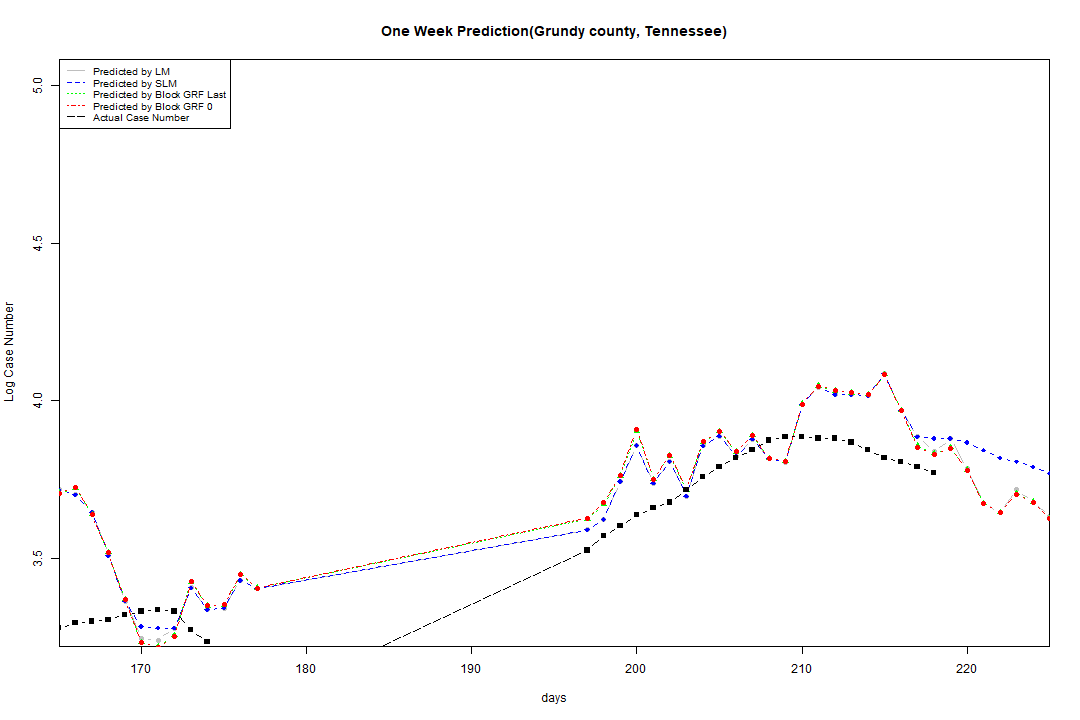 One Week Prediction(Grundy county, Tennessee)
Predicted by LM
Predicted by SLM
Predicted by Block GRF Last
Predicted by Block GRF 0
Actual Case Number
5.0
4.5
4.0
3.5
Log Case Number
170 180 190 200 210 220
days